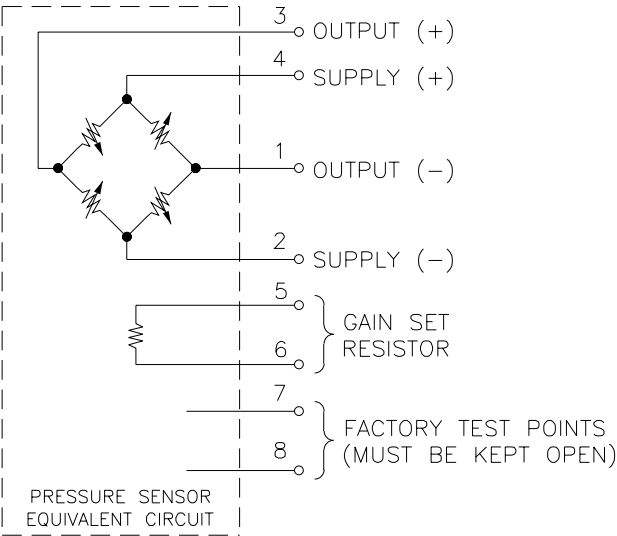 3
OUTPUT (+)
4
SUPPLY (+)
1
OUTPUT (−)
2
SUPPLY (−)
5
GAIN SET
RESISTOR
6
7
FACTORY TEST POINTS
(MUST BE KEPT OPEN)
8
PRESSURE SENSOR
EQUIVALENT CIRCUIT